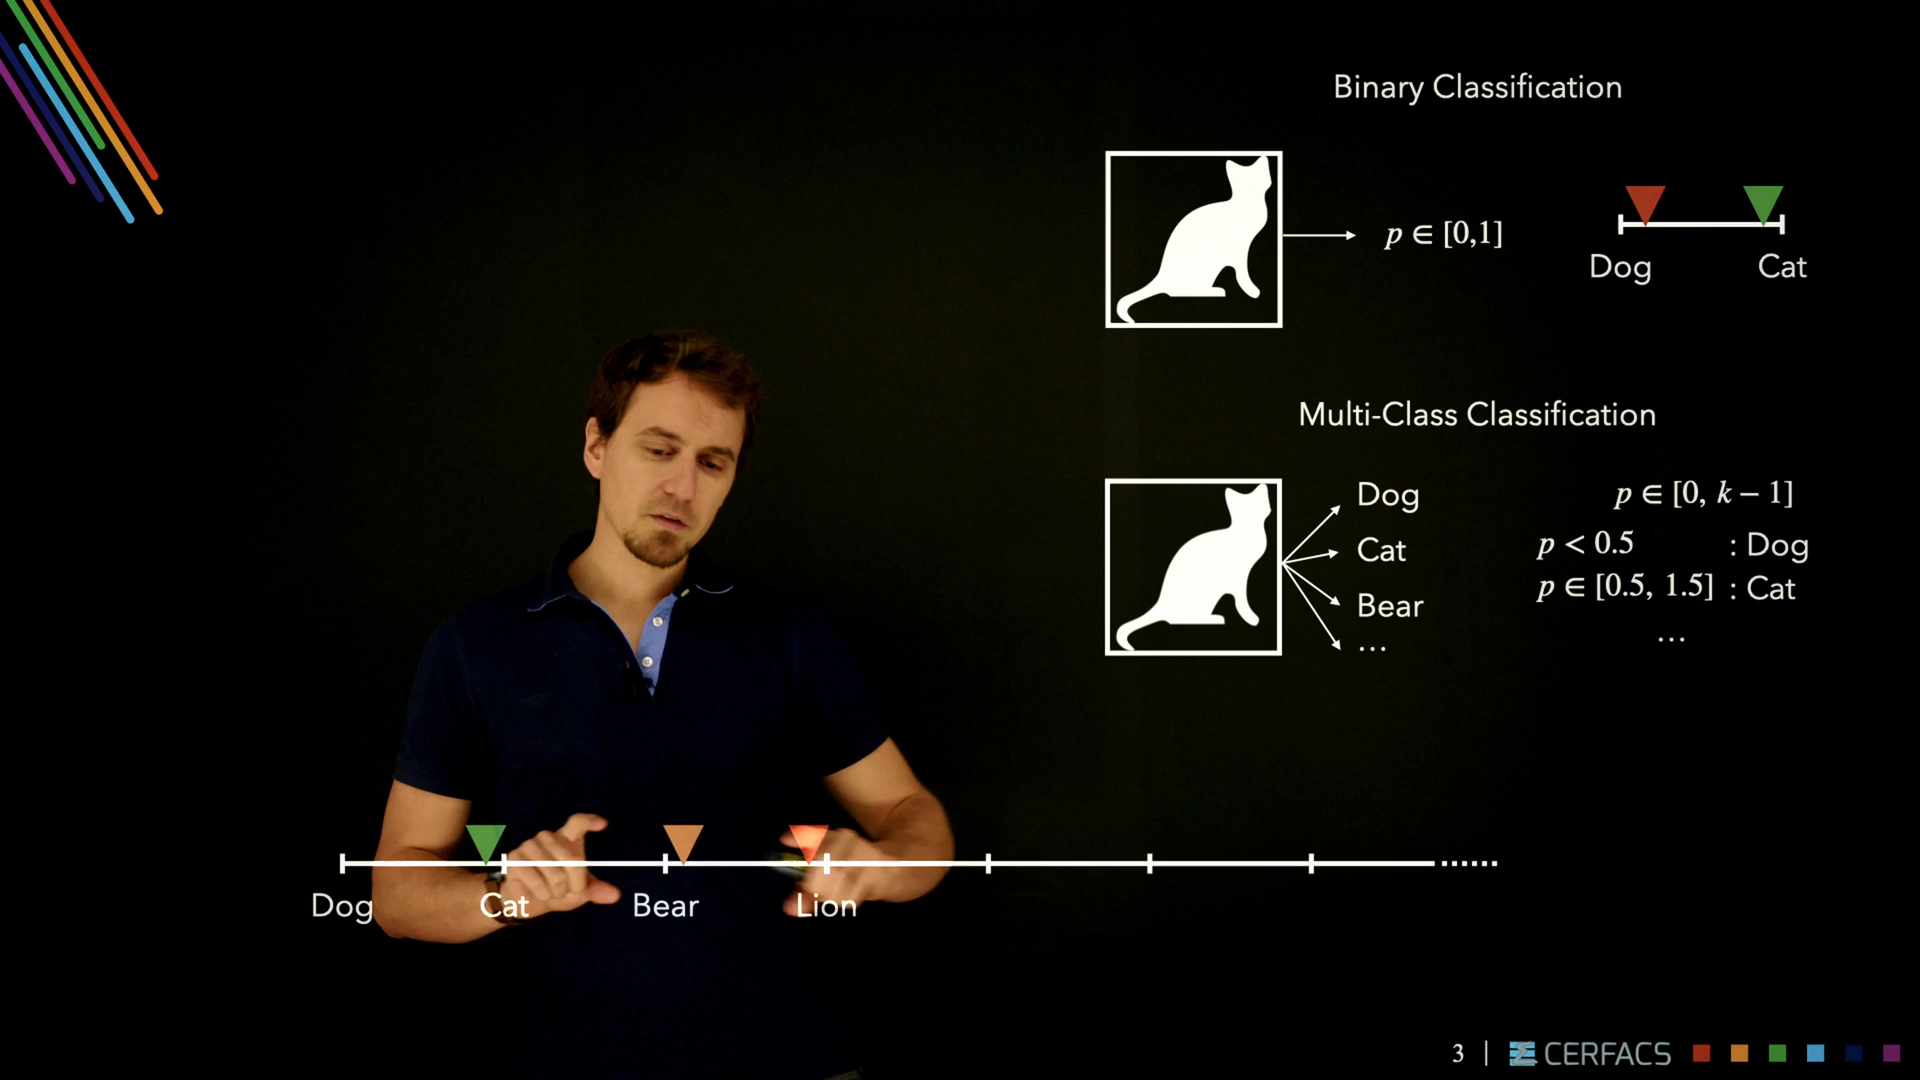 Binary Classification
p ∈ [0,1]
Dog Cat
Multi-Class Classification
Dog
Cat
Bear
...
p ∈ [0, k − 1]
p < 0.5 : Dog
p ∈ [0.5, 1.5] : Cat
...
Dog Cat Bear Lion
3 | CERFACS